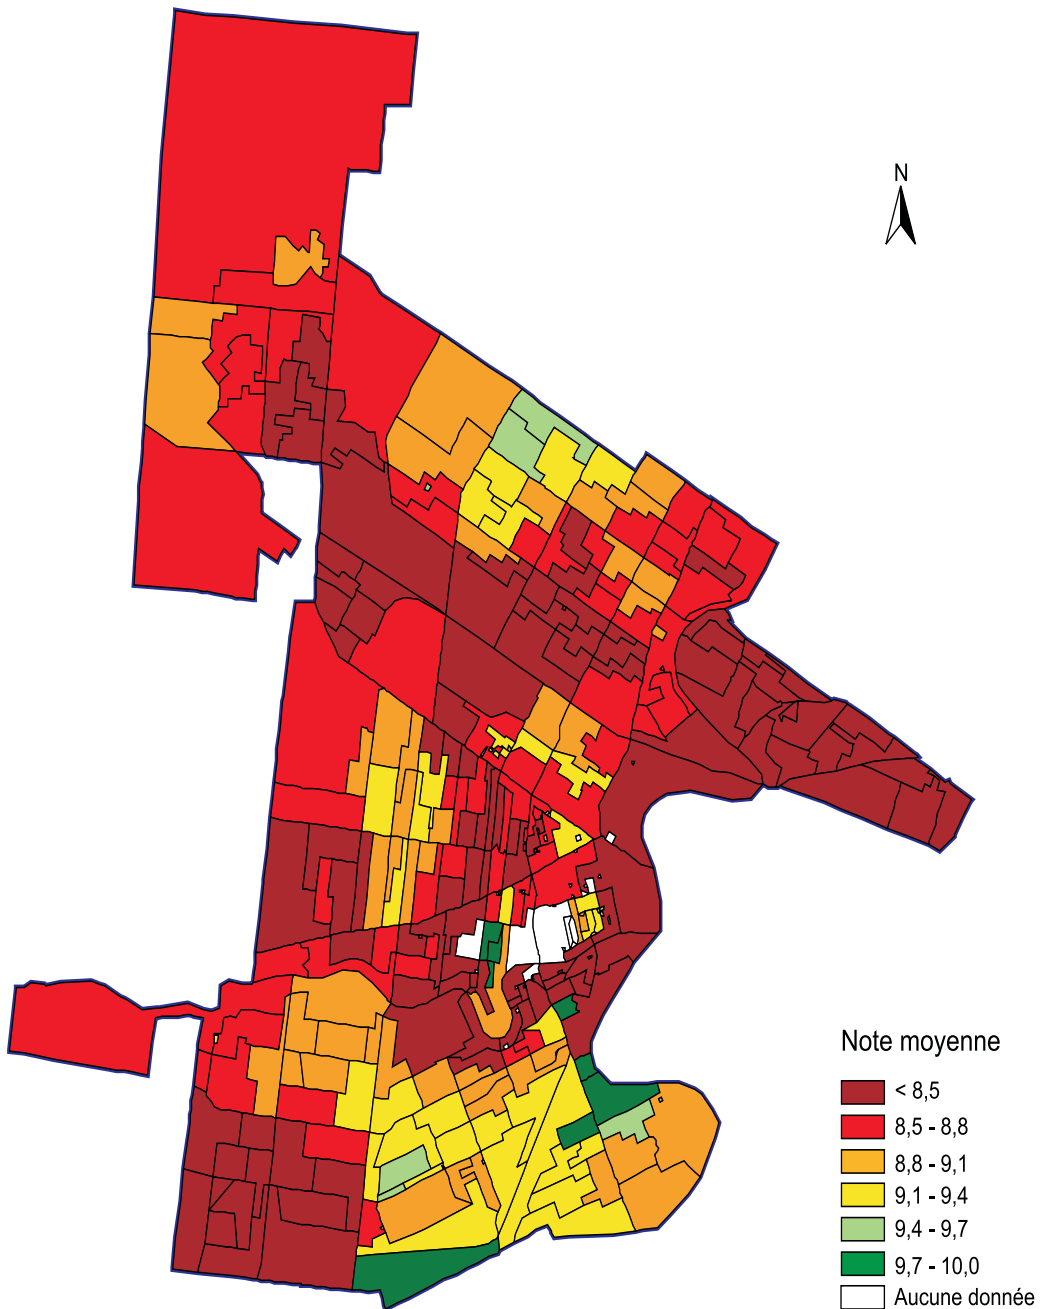 N
Note moyenne
< 8,5
8,5 - 8,8
8,8 - 9,1
9,1 - 9,4
9,4 - 9,7
9,7 - 10,0
Aucune donnée